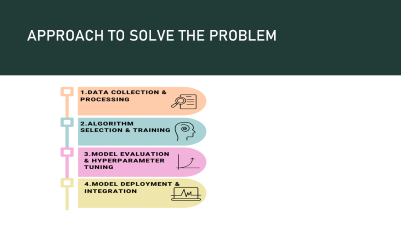 APPROACH TO SOLVE THE PROBLEM
1.DATA COLLECTION &
PROCESSING
2.ALGORITHM
SELECTION & TRAINING
3.MODEL EVALUATION
& HYPERPARAMETER
TUNING
4.MODEL DEPLOYMENT &
INTEGRATION